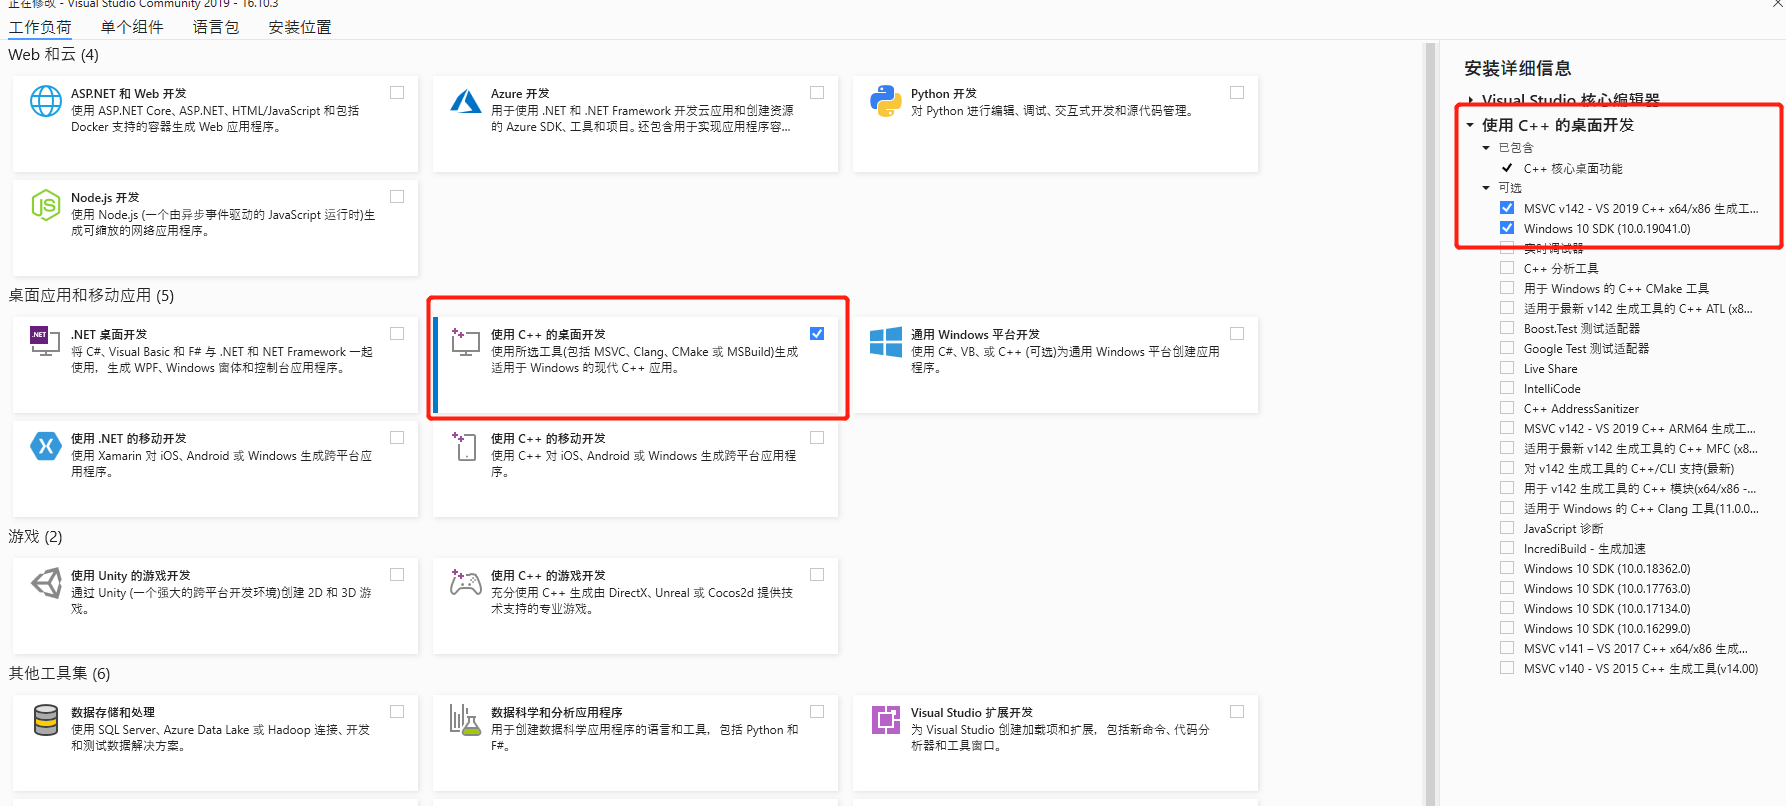 正在修改 - Visual Studio Community 2019 - 16.10.3
工作负荷 单个组件 语言包 安装位置
Web 和云 (4)
ASP.NET 和 Web 开发
使用 ASP.NET Core、ASP.NET、HTML/JavaScript 和包括
Docker 支持的容器生成 Web 应用程序。
Azure 开发
用于使用 .NET 和 .NET Framework 开发云应用和创建资源
的 Azure SDK、工具和项目。还包含用于实现应用程序容...
Python 开发
对 Python 进行编辑、调试、交互式开发和源代码管理。
Node.js 开发
使用 Node.js (一个由异步事件驱动的 JavaScript 运行时)生
成可缩放的网络应用程序。
桌面应用和移动应用 (5)
.NET 桌面开发
将 C#、Visual Basic 和 F# 与 .NET 和 NET Framework 一起
使用，生成 WPF、Windows 窗体和控制台应用程序。
使用 C++ 的桌面开发
使用所选工具(包括 MSVC、Clang、CMake 或 MSBuild)生成
适用于 Windows 的现代 C++ 应用。
通用 Windows 平台开发
使用 C#、VB、或 C++ (可选)为通用 Windows 平台创建应用
程序。
使用 .NET 的移动开发
使用 Xamarin 对 iOS、Android 或 Windows 生成跨平台应
用程序。
使用 C++ 的移动开发
使用 C++ 对 iOS、Android 或 Windows 生成跨平台应用程
序。
游戏 (2)
使用 Unity 的游戏开发
通过 Unity (一个强大的跨平台开发环境)创建 2D 和 3D 游
戏。
使用 C++ 的游戏开发
充分使用 C++ 生成由 DirectX、Unreal 或 Cocos2d 提供技
术支持的专业游戏。
其他工具集 (6)
数据存储和处理
使用 SQL Server、Azure Data Lake 或 Hadoop 连接、开发
和测试数据解决方案。
数据科学和分析应用程序
用于创建数据科学应用程序的语言和工具，包括 Python 和
F#。
Visual Studio 扩展开发
为 Visual Studio 创建加载项和扩展，包括新命令、代码分
析器和工具窗口。
安装详细信息
Visual Studio 核心编辑器
使用 C++ 的桌面开发
已包含
C++ 核心桌面功能
可选
MSVC v142 - VS 2019 C++ x64/x86 生成工...
Windows 10 SDK (10.0.19041.0)
实时调试器
C++ 分析工具
用于 Windows 的 C++ CMake 工具
适用于最新 v142 生成工具的 C++ ATL (x8...
Boost.Test 测试适配器
Google Test 测试适配器
Live Share
IntelliCode
C++ AddressSanitizer
MSVC v142 - VS 2019 C++ ARM64 生成工...
适用于最新 v142 生成工具的 C++ MFC (x8...
对 v142 生成工具的 C++/CLI 支持(最新)
用于 v142 生成工具的 C++ 模块(x64/x86 -...
适用于 Windows 的 C++ Clang 工具(11.0.0...
JavaScript 诊断
IncrediBuild - 生成加速
Windows 10 SDK (10.0.18362.0)
Windows 10 SDK (10.0.17763.0)
Windows 10 SDK (10.0.17134.0)
Windows 10 SDK (10.0.16299.0)
MSVC v141 – VS 2017 C++ x64/x86 生成...
MSVC v140 - VS 2015 C++ 生成工具(v14.00)